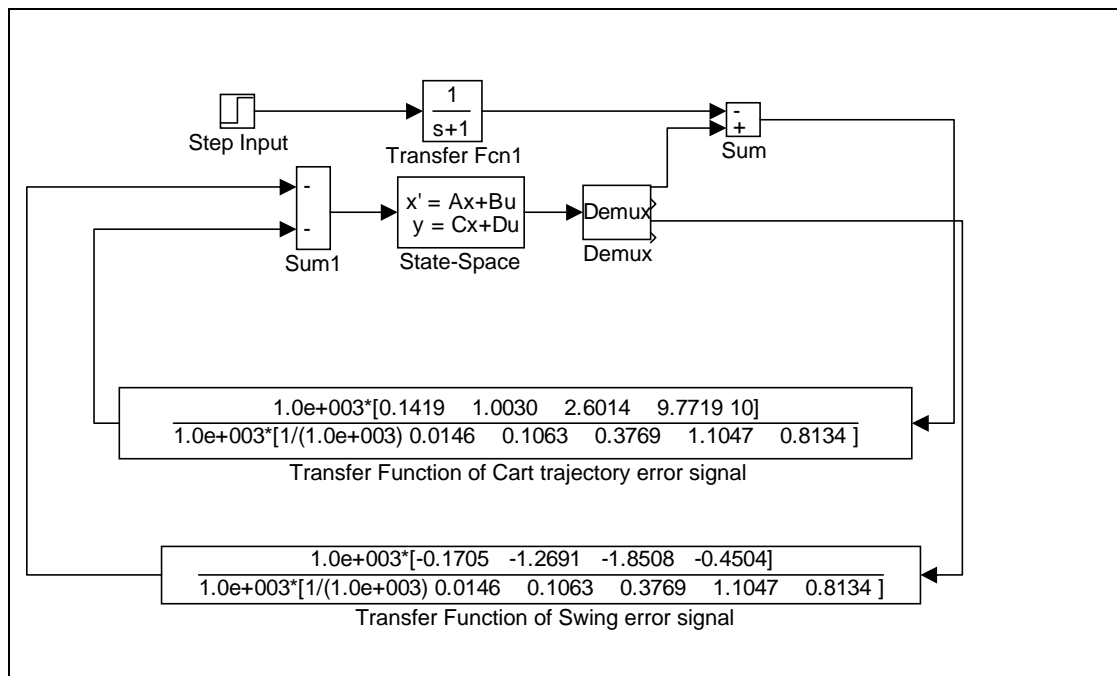 1
s+1
-
+
Step Input
Transfer Fcn1
Sum
-
-
x' = Ax+Bu
y = Cx+Du
Demux
Sum1
State-Space
Demux
1.0e+003*[0.1419 1.0030 2.6014 9.7719 10]
1.0e+003*[1/(1.0e+003) 0.0146 0.1063 0.3769 1.1047 0.8134 ]
Transfer Function of Cart trajectory error signal
1.0e+003*[-0.1705 -1.2691 -1.8508 -0.4504]
1.0e+003*[1/(1.0e+003) 0.0146 0.1063 0.3769 1.1047 0.8134 ]
Transfer Function of Swing error signal